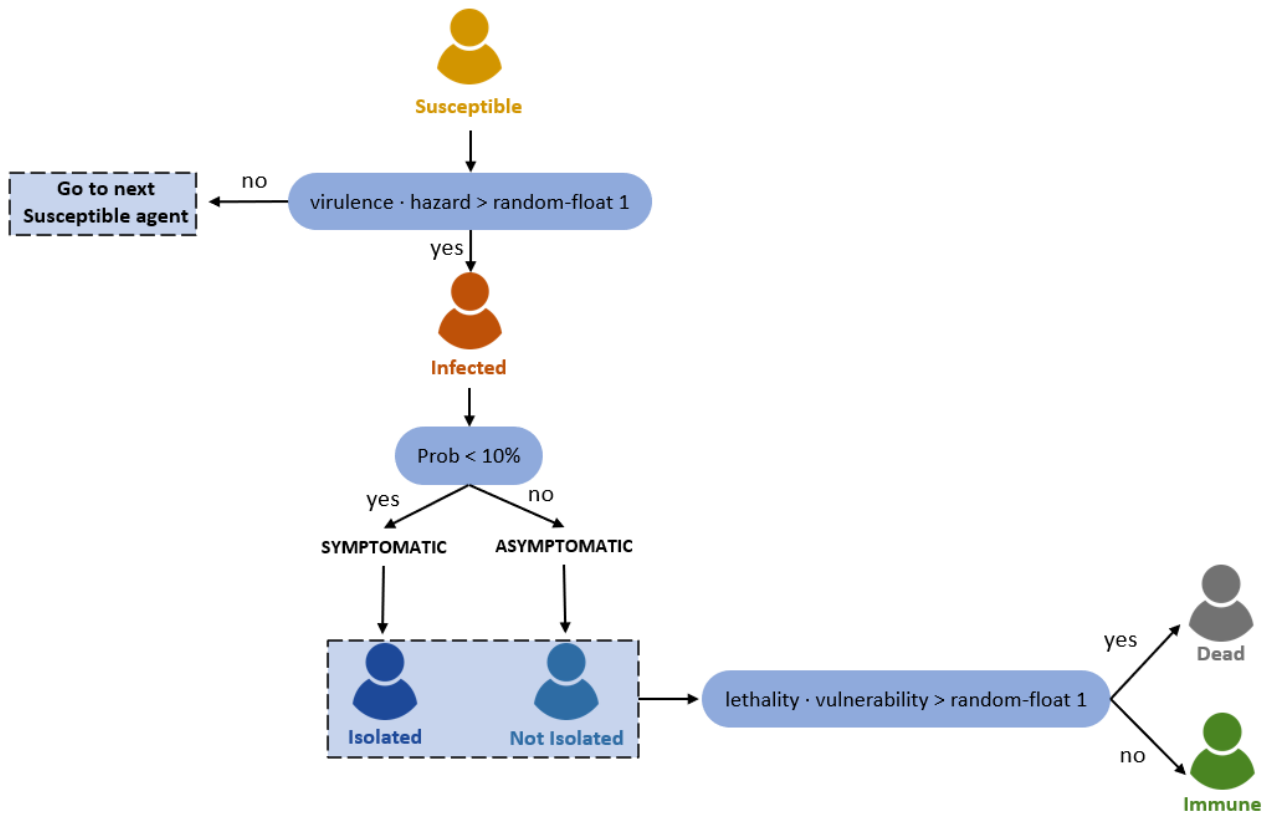 Susceptible
no
Go to next
Susceptible agent
virulence · hazard > random-float 1
yes
Infected
Prob < 10%
yes
no
SYMPTOMATIC
ASYMPTOMATIC
Isolated
Not Isolated
lethality · vulnerability > random-float 1
yes
Dead
no
Immune